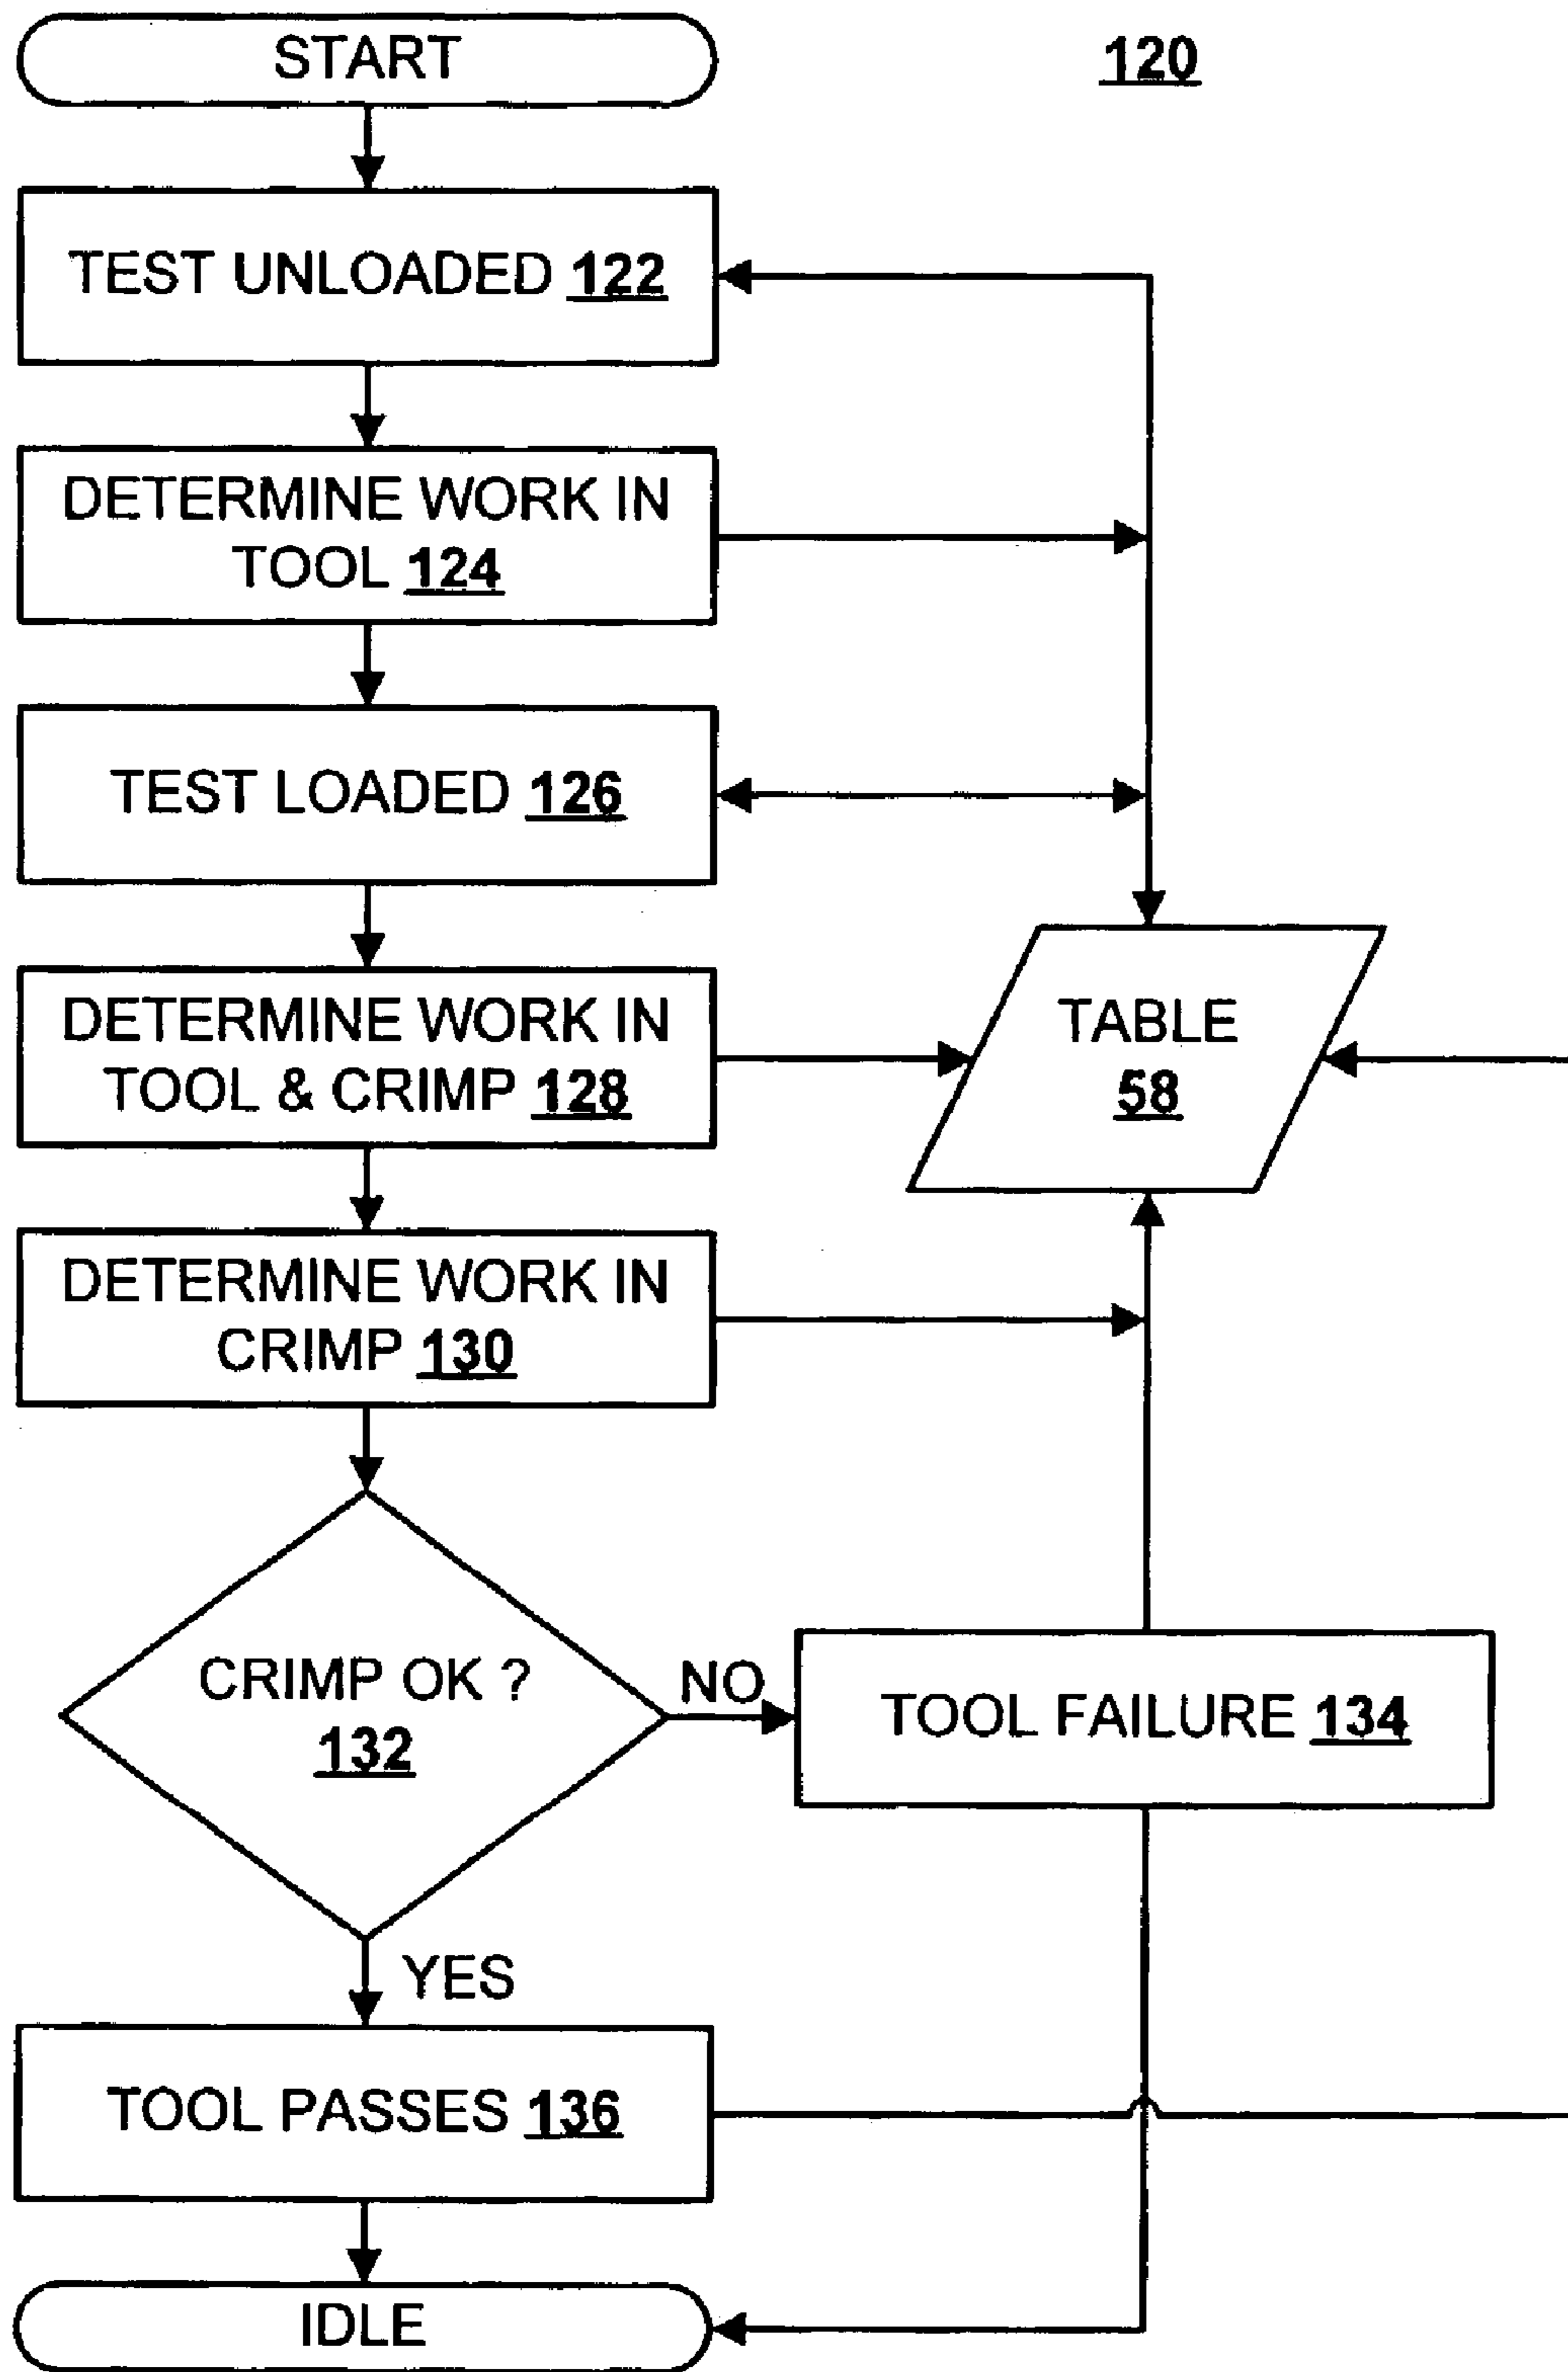 START
120
TEST UNLOADED 122
DETERMINE WORK IN
TOOL 124
TEST LOADED 126
DETERMINE WORK IN
TOOL & CRIMP 128
TABLE
58
DETERMINE WORK IN
CRIMP 130
CRIMP OK ?
132
NO
TOOL FAILURE 134
YES
TOOL PASSES 136
IDLE